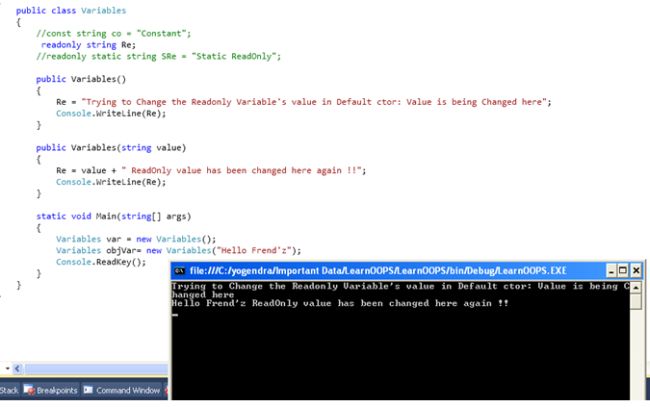 public class Variables
{
//const string co = "Constant";
readonly string Re;
//readonly static string SRe = "Static ReadOnly";
public Variables()
{
Re = "Trying to Change the Readonly Variable's value in Default ctor: Value is being Changed here";
Console.WriteLine(Re);
}
public Variables(string value)
{
Re = value + " ReadOnly value has been changed here again !!";
Console.WriteLine(Re);
}
static void Main(string[] args)
{
Variables var = new Variables();
Variables objVar= new Variables("Hello Frend'z");
Console.ReadKey();
}
}
file:///C:/yogendra/Important Data/LearnOOPS/LearnOOPS/bin/Debug/LearnOOPS.EXE
Trying to Change the Readonly Variable's value in Default ctor: Value is being C
hanged here
Hello Frend'z ReadOnly value has been changed here again !!
Stack Breakpoints Command Window